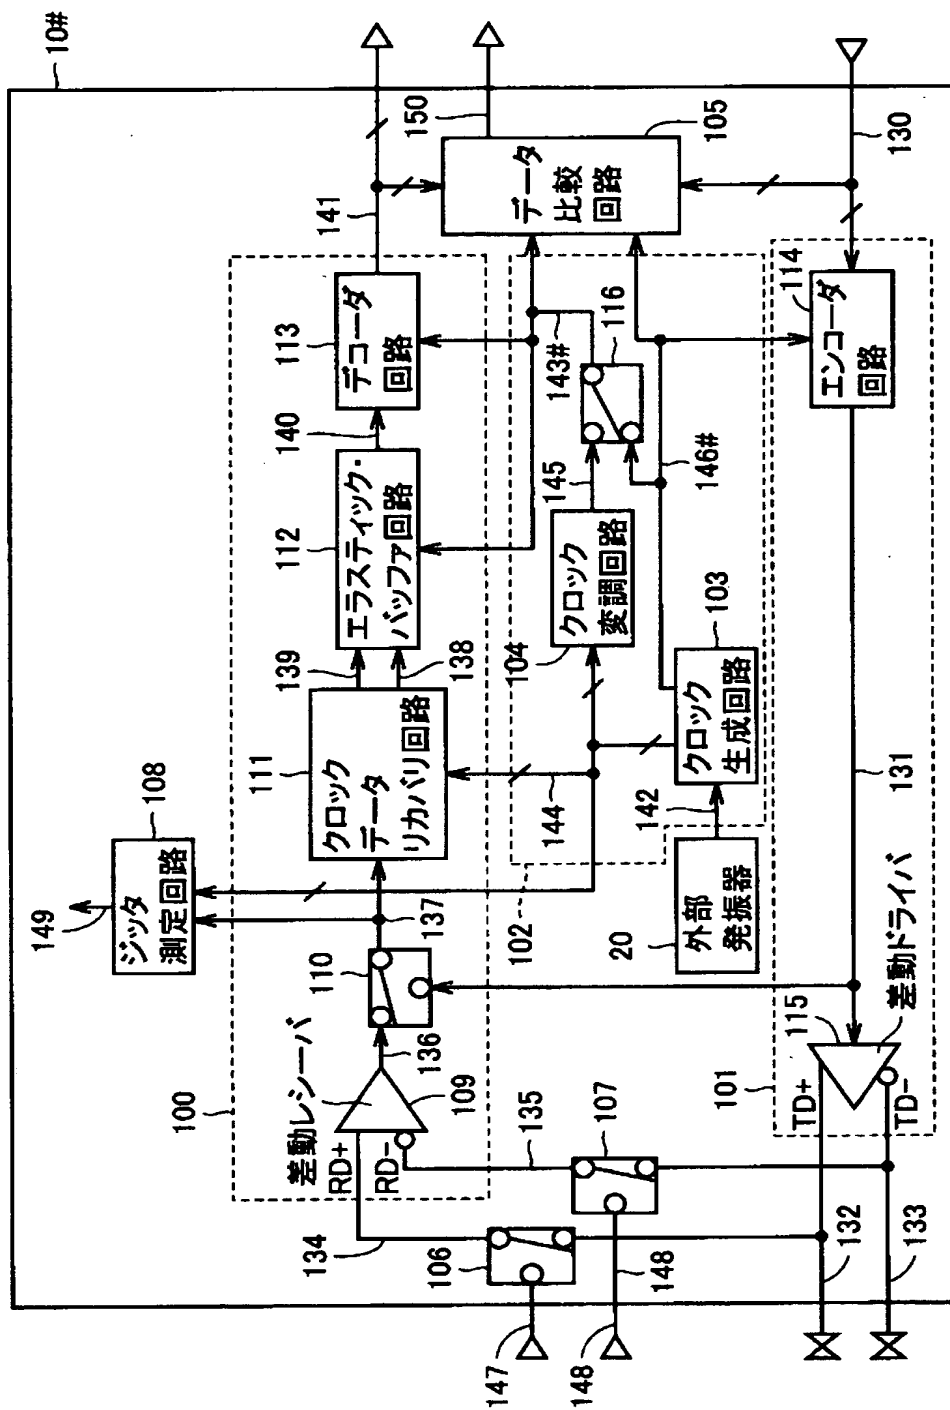 10#
108
ジッタ
測定回路
149
100
差動レシーバ
RD+
RD-
109
136
110
137
111
クロック
データ
リカバリ回路
139
138
112
エラスティック・
バッファ回路
140
113
デコーダ
回路
141
150
データ
比較
回路
105
134
135
106
107
147
148
148
102
144
104
クロック
変調回路
145
116
143#
146#
20
外部
発振器
142
クロック
生成回路
103
101
115
TD+
TD-
差動ドライバ
131
114
エンコーダ
回路
130
132
133